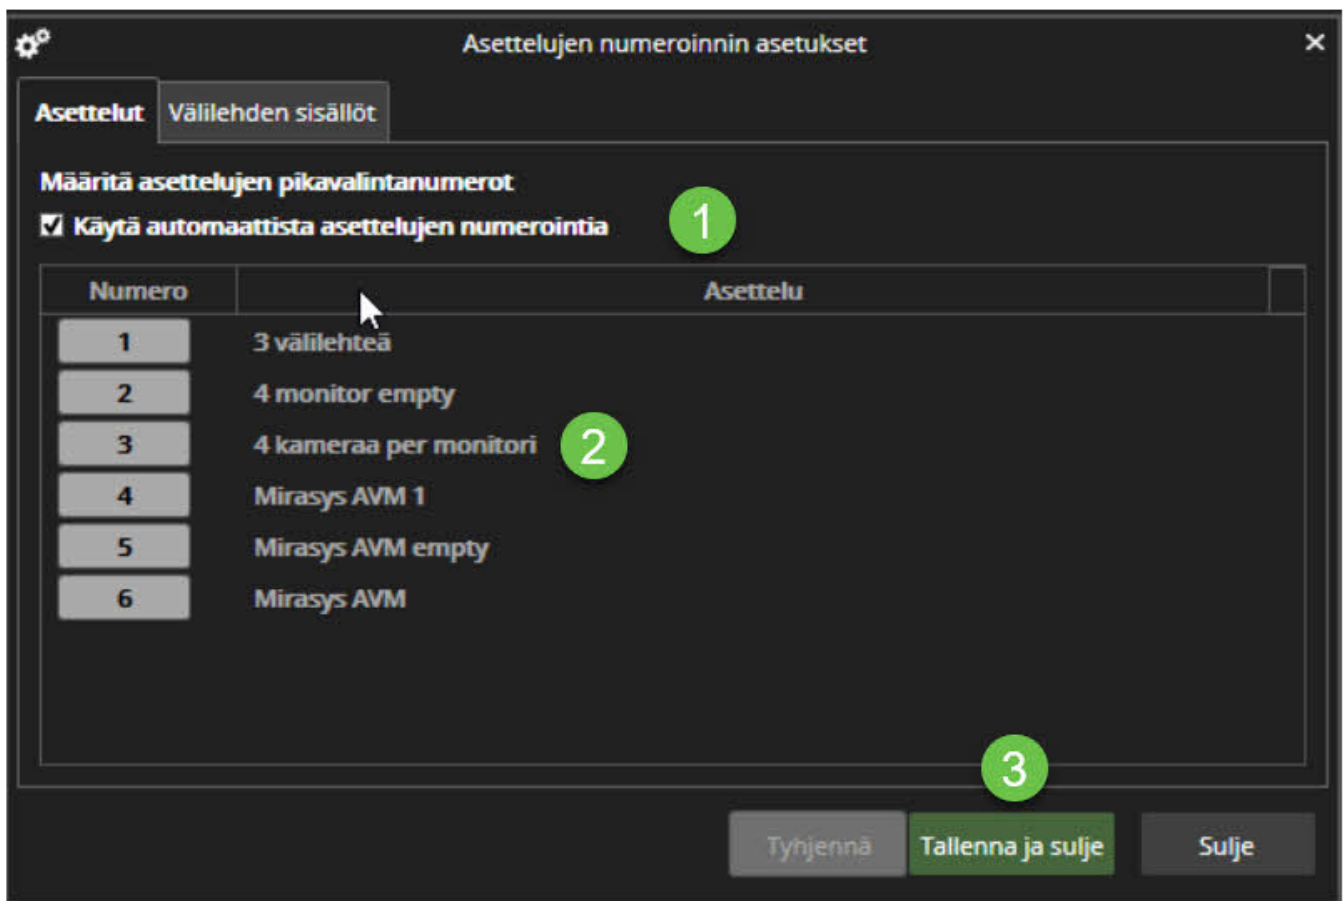 Asettelujen numeroinnin asetukset
Asettelut Välilehden sisällöt
Määritä asettelujen pikavalintanumerot
Käytä automaattista asettelujen numerointia 1
Numero Asettelu
1 3 välilehteä
2 4 monitor empty
3 4 kameraa per monitori 2
4 Mirasys AVM 1
5 Mirasys AVM empty
6 Mirasys AVM
3
Tyhjennä Tallenna ja sulje Sulje